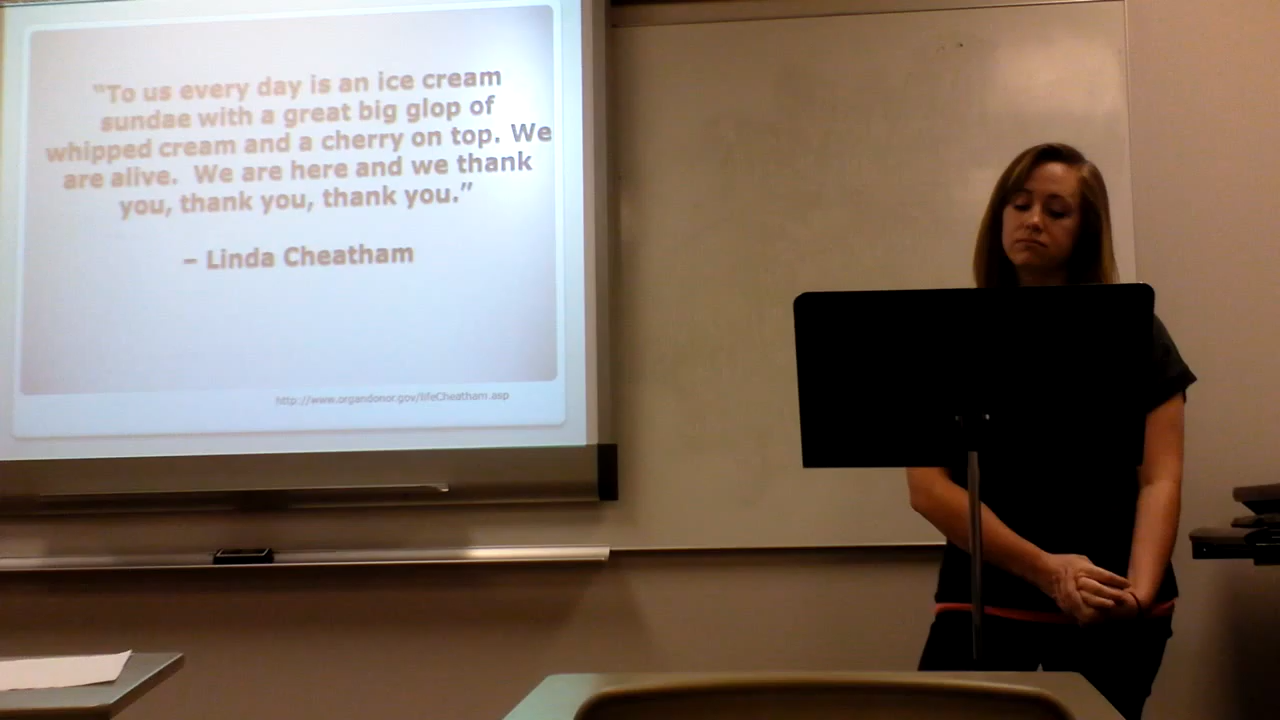 “To us every day is an ice cream
sundae with a great big glop of
whipped cream and a cherry on top. We
are alive.  We are here and we thank
you, thank you, thank you.”
– Linda Cheatham
http://www.organdonor.gov/lifeCheatham.asp